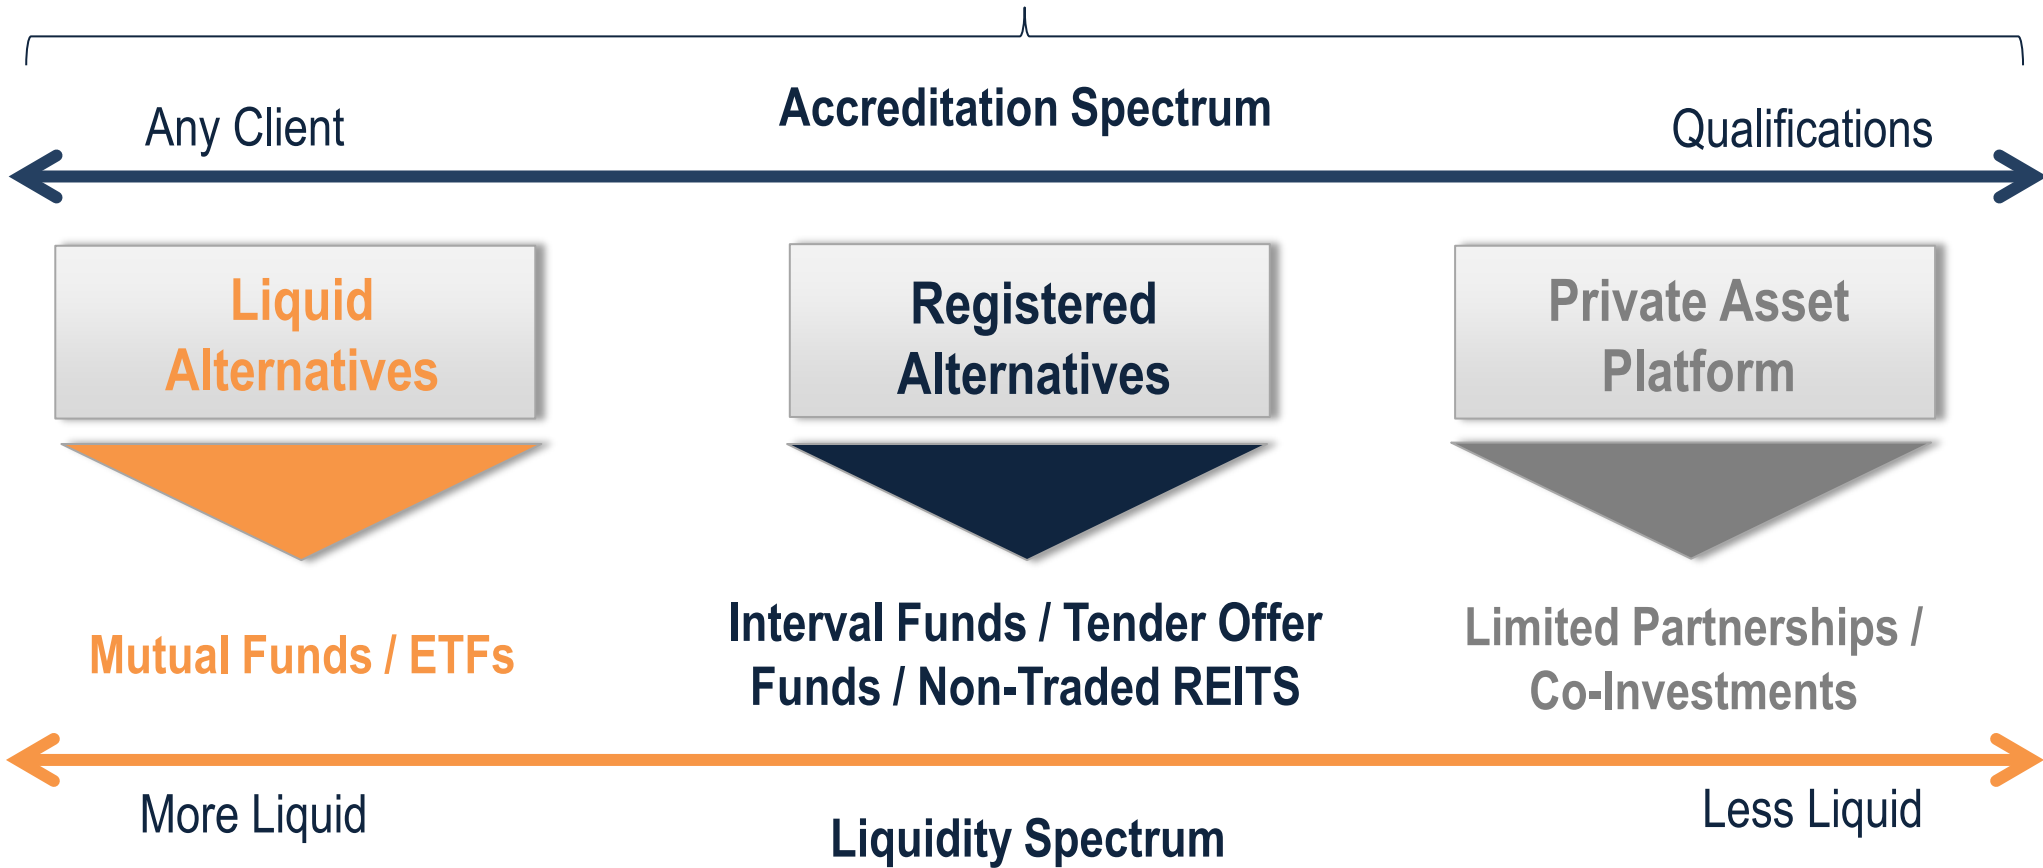 Accreditation Spectrum
Any Client
Qualifications
Liquid
Alternatives
Registered
Alternatives
Private Asset
Platform
Mutual Funds / ETFs
Interval Funds / Tender Offer
Funds / Non-Traded REITS
Limited Partnerships /
Co-Investments
More Liquid
Less Liquid
Liquidity Spectrum